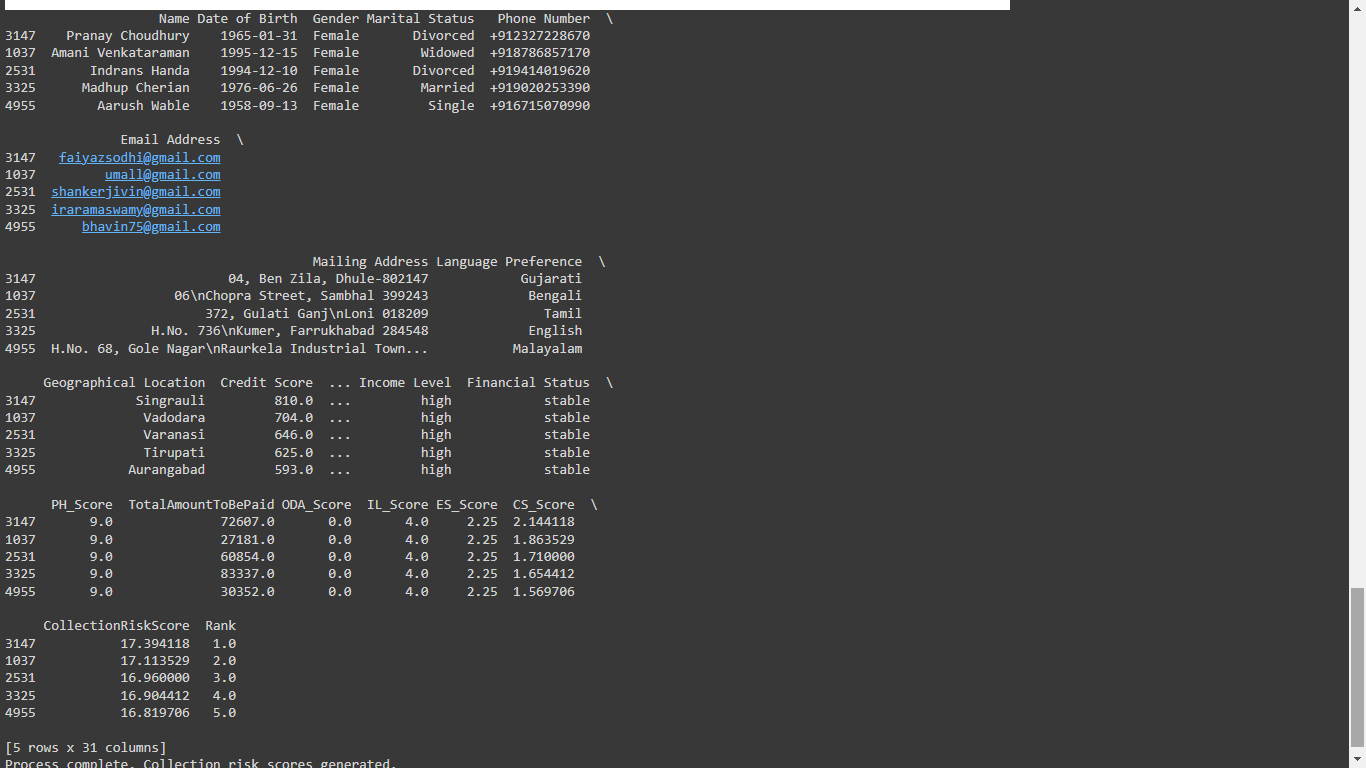 Name Date of Birth  Gender Marital Status   Phone Number  \
3147    Pranay Choudhury    1965-01-31  Female       Divorced  +912327228670
1037  Amani Venkataraman    1995-12-15  Female        Widowed  +918786857170
2531       Indrans Handa    1994-12-10  Female       Divorced  +919414019620
3325      Madhup Cherian    1976-06-26  Female        Married  +919020253390
4955        Aarush Wable    1958-09-13  Female         Single  +916715070990
Email Address  \
3147   faiyazsodhi@gmail.com
1037         umall@gmail.com
2531  shankerjivin@gmail.com
3325  iraramaswamy@gmail.com
4955      bhavin75@gmail.com
Mailing Address Language Preference  \
3147                         04, Ben Zila, Dhule-802147            Gujarati
1037                  06\nChopra Street, Sambhal 399243             Bengali
2531                      372, Gulati Ganj\nLoni 018209               Tamil
3325               H.No. 736\nKumer, Farrukhabad 284548             English
4955  H.No. 68, Gole Nagar\nRaurkela Industrial Town...           Malayalam
Geographical Location  Credit Score  ... Income Level  Financial Status  \
3147             Singrauli         810.0  ...         high            stable
1037              Vadodara         704.0  ...         high            stable
2531              Varanasi         646.0  ...         high            stable
3325              Tirupati         625.0  ...         high            stable
4955            Aurangabad         593.0  ...         high            stable
PH_Score  TotalAmountToBePaid ODA_Score  IL_Score ES_Score  CS_Score  \
3147       9.0              72607.0       0.0       4.0     2.25  2.144118
1037       9.0              27181.0       0.0       4.0     2.25  1.863529
2531       9.0              60854.0       0.0       4.0     2.25  1.710000
3325       9.0              83337.0       0.0       4.0     2.25  1.654412
4955       9.0              30352.0       0.0       4.0     2.25  1.569706
CollectionRiskScore  Rank
3147           17.394118   1.0
1037           17.113529   2.0
2531           16.960000   3.0
3325           16.904412   4.0
4955           16.819706   5.0
[5 rows x 31 columns]
Process complete. Collection risk scores generated.